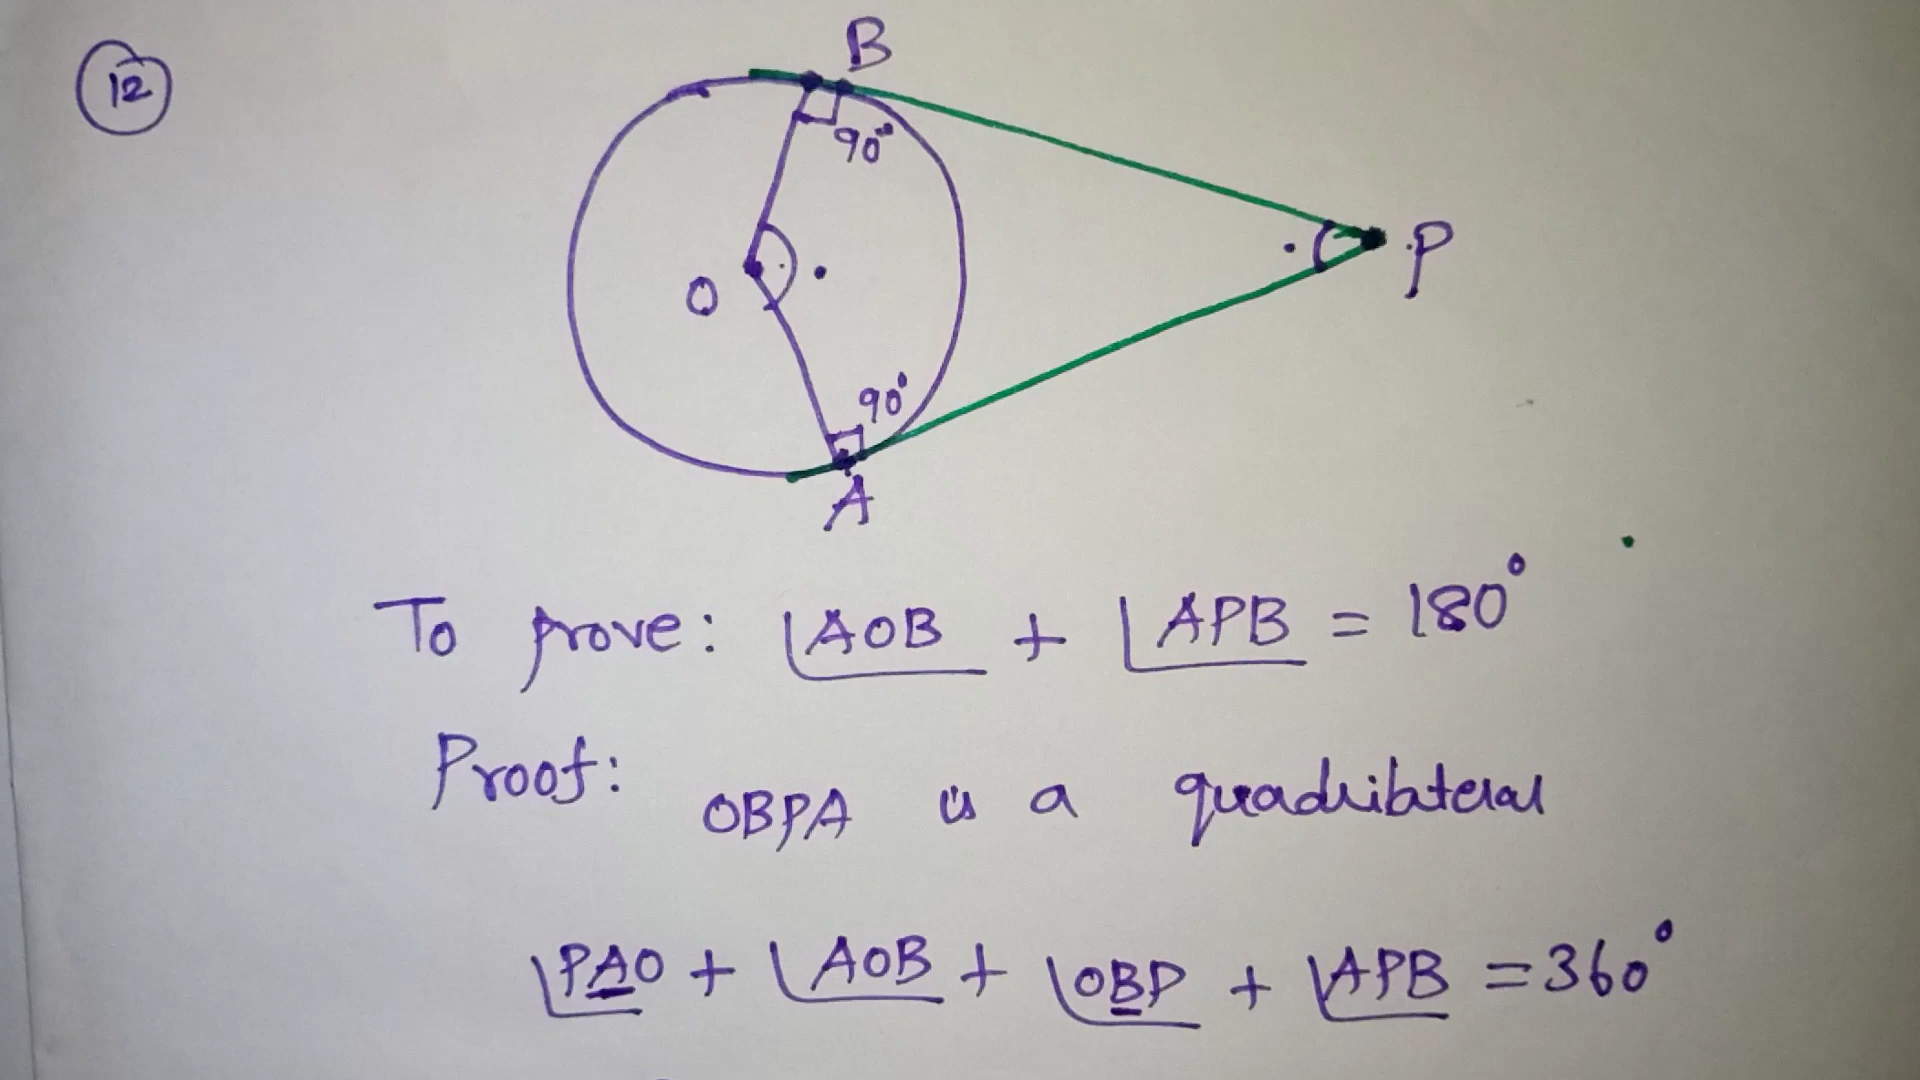 12
B
90°
O
P
90°
A
To prove: ∠AOB + ∠APB = 180°
Proof: OBPA is a quadrilateral
∠PAO + ∠AOB + ∠OBP + ∠APB = 360°